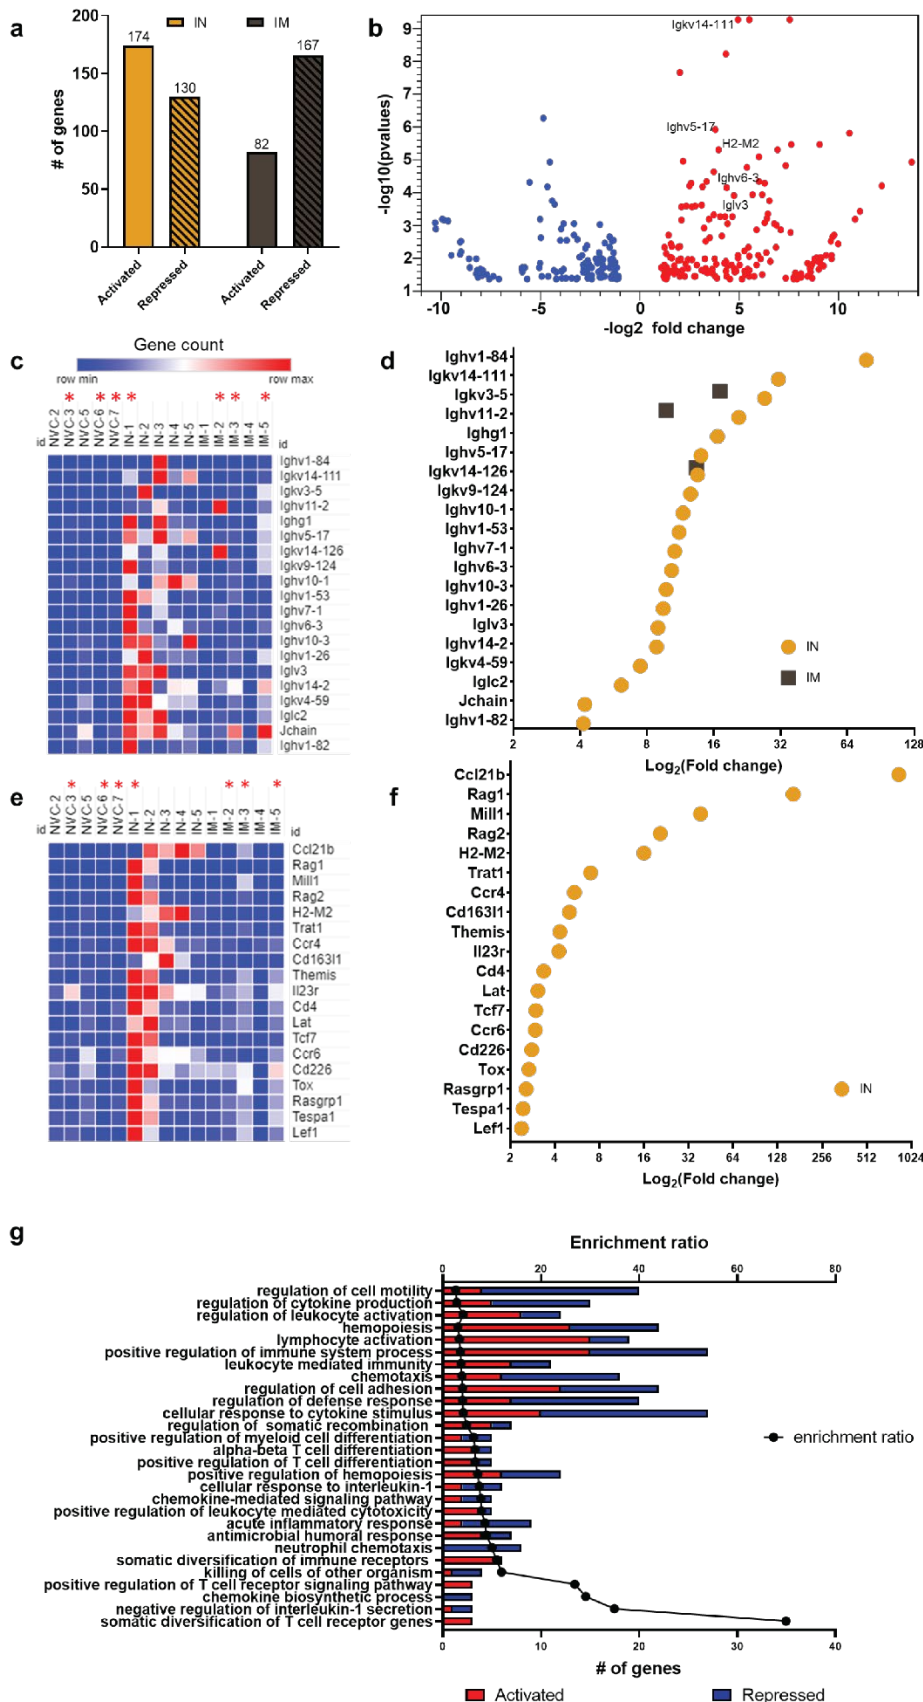 a
IN
IM
200
150
100
50
0
# of genes
174
130
82
167
Activated
Repressed
Activated
Repressed
b
9
8
7
6
5
4
3
2
1
-log10(pvalues)
Igkv14-111
Ighv5-17
H2-M2
Ighv6-3
Iglv3
-10
-5
0
5
10
-log2 fold change
c
Gene count
row min
row max
* * * * * * *
id
NVC-2
NVC-3
NVC-5
NVC-6
NVC-7
IN-1
IN-2
IN-3
IN-4
IN-5
IM-1
IM-2
IM-3
IM-4
IM-5
id
Ighv1-84
Igkv14-111
Igkv3-5
Ighv11-2
Ighg1
Ighv5-17
Igkv14-126
Igkv9-124
Ighv10-1
Ighv1-53
Ighv7-1
Ighv6-3
Ighv10-3
Ighv1-26
Iglv3
Ighv14-2
Igkv4-59
Iglc2
Jchain
Ighv1-82
d
Ighv1-84
Igkv14-111
Igkv3-5
Ighv11-2
Ighg1
Ighv5-17
Igkv14-126
Igkv9-124
Ighv10-1
Ighv1-53
Ighv7-1
Ighv6-3
Ighv10-3
Ighv1-26
Iglv3
Ighv14-2
Igkv4-59
Iglc2
Jchain
Ighv1-82
IN
IM
2
4
8
16
32
64
128
Log2(Fold change)
e
* * * * * * *
id
NVC-2
NVC-3
NVC-5
NVC-6
NVC-7
IN-1
IN-2
IN-3
IN-4
IN-5
IM-1
IM-2
IM-3
IM-4
IM-5
id
Ccl21b
Rag1
Mill1
Rag2
H2-M2
Trat1
Ccr4
Cd163l1
Themis
Il23r
Cd4
Lat
Tcf7
Ccr6
Cd226
Tox
Rasgrp1
Tespa1
Lef1
f
Ccl21b
Rag1
Mill1
Rag2
H2-M2
Trat1
Ccr4
Cd163l1
Themis
Il23r
Cd4
Lat
Tcf7
Ccr6
Cd226
Tox
Rasgrp1
Tespa1
Lef1
IN
2
4
8
16
32
64
128
256
512
1024
Log2(Fold change)
g
Enrichment ratio
0
20
40
60
80
regulation of cell motility
regulation of cytokine production
regulation of leukocyte activation
hemopoiesis
lymphocyte activation
positive regulation of immune system process
leukocyte mediated immunity
chemotaxis
regulation of cell adhesion
regulation of defense response
cellular response to cytokine stimulus
regulation of somatic recombination
positive regulation of myeloid cell differentiation
alpha-beta T cell differentiation
positive regulation of T cell differentiation
positive regulation of hemopoiesis
cellular response to interleukin-1
chemokine-mediated signaling pathway
positive regulation of leukocyte mediated cytotoxicity
acute inflammatory response
antimicrobial humoral response
neutrophil chemotaxis
somatic diversification of immune receptors
killing of cells of other organism
positive regulation of T cell receptor signaling pathway
chemokine biosynthetic process
negative regulation of interleukin-1 secretion
somatic diversification of T cell receptor genes
enrichment ratio
0
10
20
30
40
# of genes
Activated
Repressed